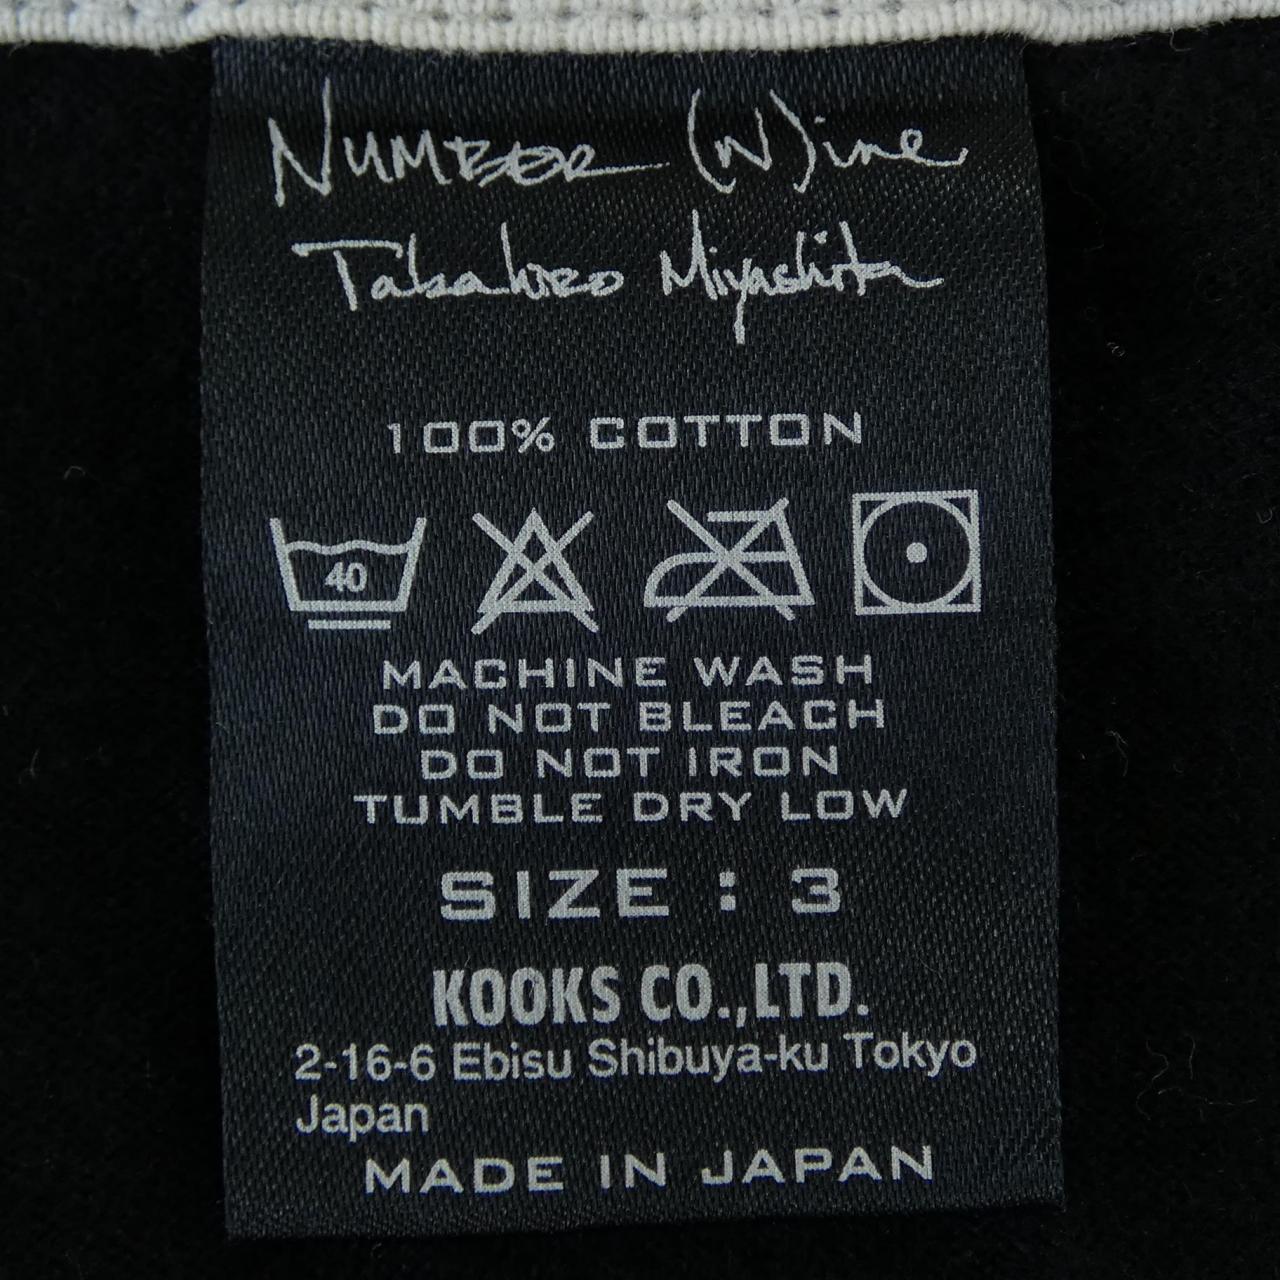 NUMBER (N)ine
Takahiro Miyashita
100% COTTON
40
MACHINE WASH
DO NOT BLEACH
DO NOT IRON
TUMBLE DRY LOW
SIZE : 3
KOOKS CO.,LTD.
2-16-6 Ebisu Shibuya-ku Tokyo
Japan
MADE IN JAPAN